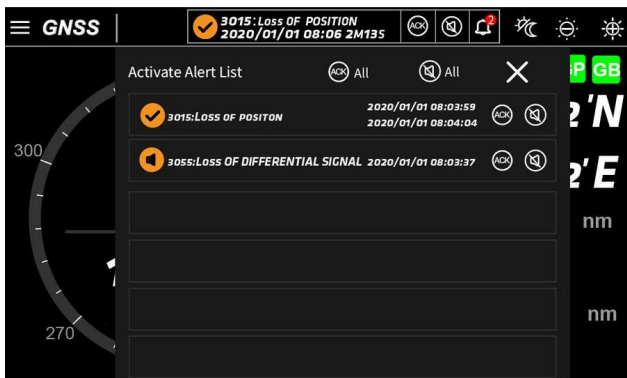 GNSS
3015:Loss OF POSITION
2020/01/01 08:06 2M13S
ACK
2
Activate Alert List
ACK All
All
GB
3015:Loss OF POSITON
2020/01/01 08:03:59
2020/01/01 08:04:04
ACK
'N
3055:Loss OF DIFFERENTIAL SIGNAL 2020/01/01 08:03:37
ACK
2'E
300
nm
nm
270